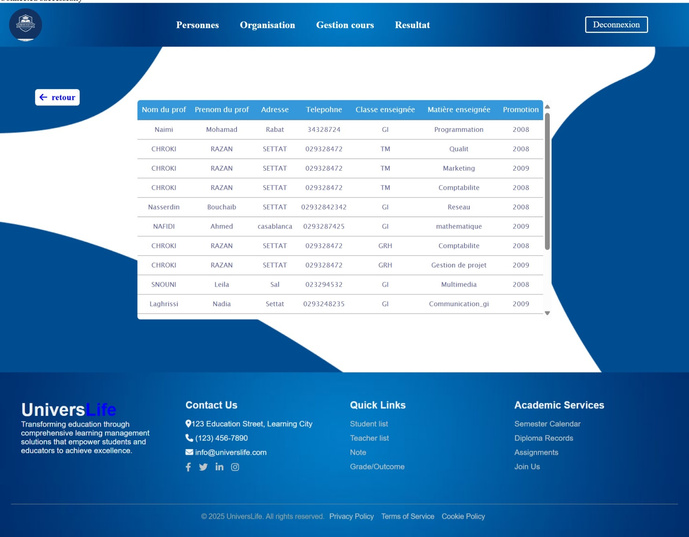 Personnes Organisation Gestion cours Resultat Deconnexion
retour
Nom du prof Prenom du prof Adresse Telepohne Classe enseignée Matière enseignée Promotion
Naimi Mohamad Rabat 34328724 GI Programmation 2008
CHROKI RAZAN SETTAT 029328472 TM Qualit 2008
CHROKI RAZAN SETTAT 029328472 TM Marketing 2009
CHROKI RAZAN SETTAT 029328472 TM Comptabilite 2008
Nasserdin Bouchaib SETTAT 02932842342 GI Reseau 2008
NAFIDI Ahmed casablanca 0293287425 GI mathematique 2009
CHROKI RAZAN SETTAT 029328472 GRH Comptabilite 2008
CHROKI RAZAN SETTAT 029328472 GRH Gestion de projet 2009
SNOUNI Leila Sal 023294532 GI Multimedia 2008
Laghrissi Nadia Settat 0293248235 GI Communication_gi 2009
UniversLife
Transforming education through
comprehensive learning management
solutions that empower students and
educators to achieve excellence.
Contact Us
123 Education Street, Learning City
(123) 456-7890
info@universlife.com
Quick Links
Student list
Teacher list
Note
Grade/Outcome
Academic Services
Semester Calendar
Diploma Records
Assignments
Join Us
© 2025 UniversLife. All rights reserved. Privacy Policy Terms of Service Cookie Policy